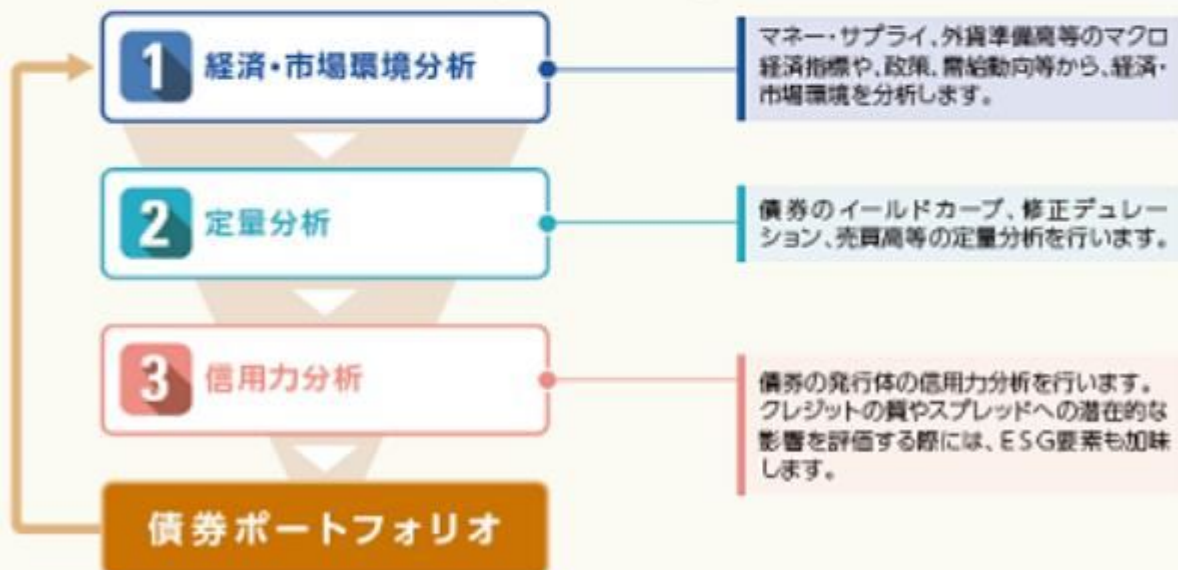 1 経済・市場環境分析
マネー・サプライ、外貨準備高等のマクロ
経済指標や、政策、需給動向等から、経済・
市場環境を分析します。
2 定量分析
債券のイールドカーブ、修正デュレー
ション、売買高等の定量分析を行います。
3 信用力分析
債券の発行体の信用力分析を行います。
クレジットの質やスプレッドへの潜在的な
影響を評価する際には、ESG要素も加味
します。
債券ポートフォリオ